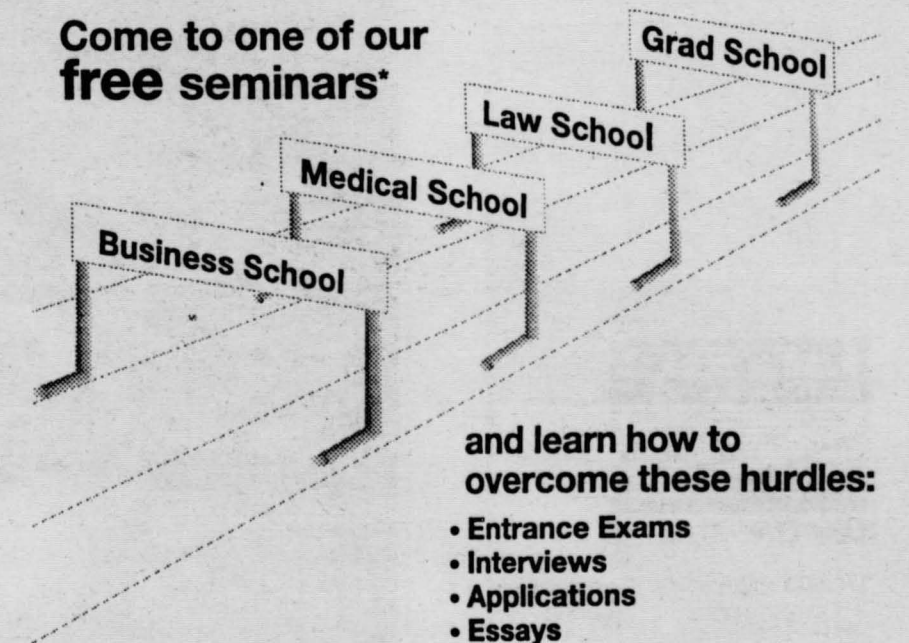 Come to one of our
free seminars*
Grad School
Law School
Medical School
Business School
and learn how to
overcome these hurdles:
• Entrance Exams
• Interviews
• Applications
• Essays